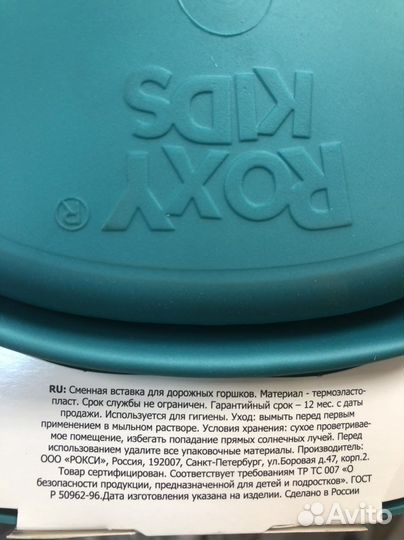 ROXY®
KIDS
RU: Сменная вставка для дорожных горшков. Материал - термоэласто-
пласт. Срок службы не ограничен. Гарантийный срок – 12 мес. с даты
продажи. Используется для гигиены. Уход: вымыть перед первым
применением в мыльном растворе. Условия хранения: сухое проветривае-
мое помещение, избегать попадание прямых солнечных лучей. Перед
использованием удалите все упаковочные материалы. Производитель:
ООО «РОКСИ», Россия, 192007, Санкт-Петербург, ул.Боровая д.47, корп.2.
Товар сертифицирован. Соответствует требованиям ТР ТС 007 «О
безопасности продукции, предназначенной для детей и подростков». ГОСТ
Р 50962-96.Дата изготовления указана на изделии. Сделано в России
Avito